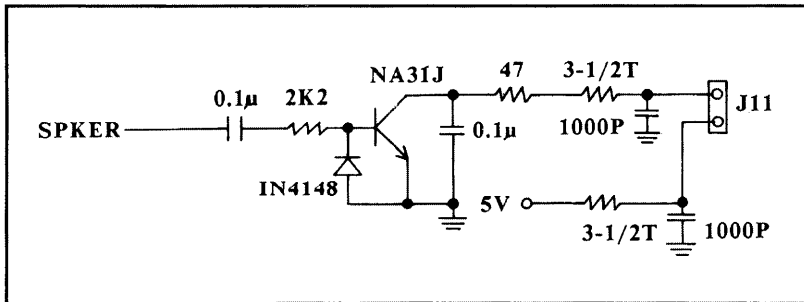 NA31J
47
3-1/2T
0.1μ
2K2
J11
SPKER
0.1μ
1000P
IN4148
5V
3-1/2T
1000P